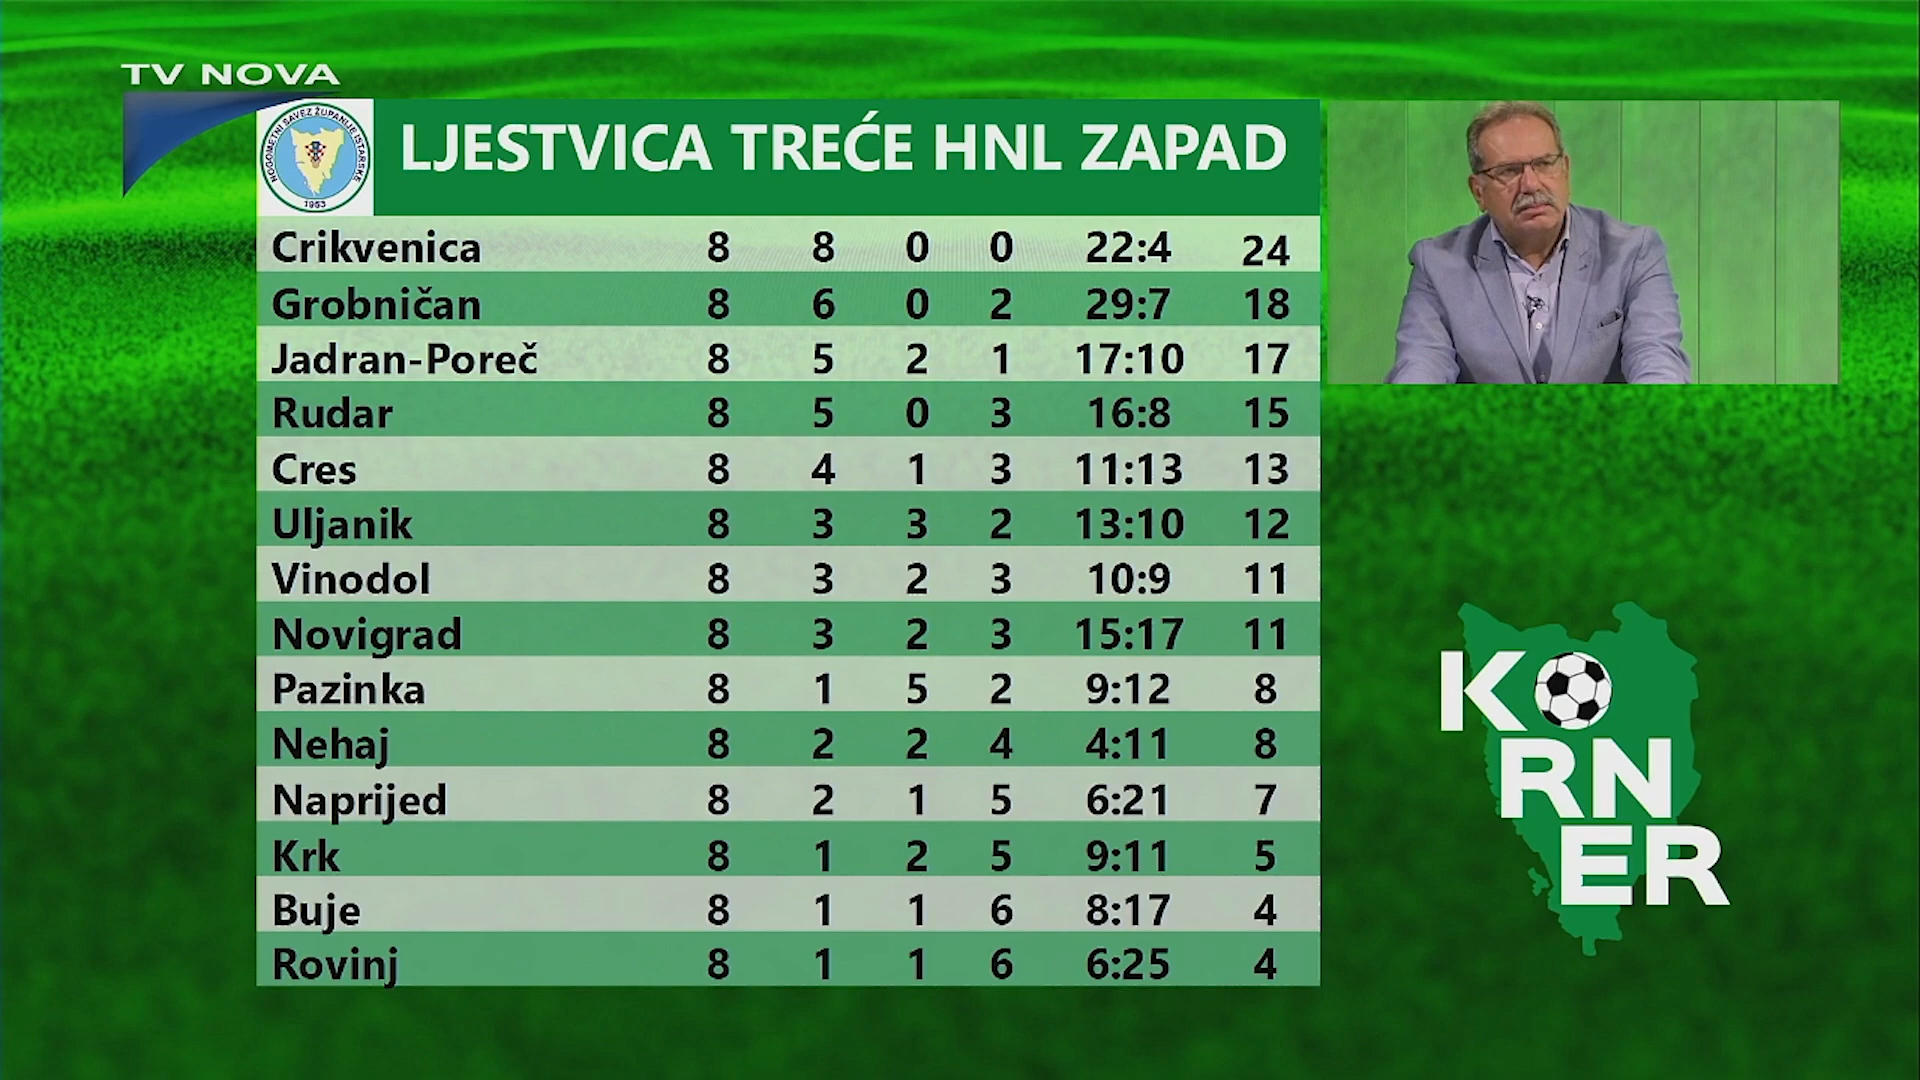 TV NOVA
NOGOMETNI SAVEZ ŽUPANIJE ISTARSKE
1953
LJESTVICA TREĆE HNL ZAPAD
Crikvenica 8 8 0 0 22:4 24
Grobničan 8 6 0 2 29:7 18
Jadran-Poreč 8 5 2 1 17:10 17
Rudar 8 5 0 3 16:8 15
Cres 8 4 1 3 11:13 13
Uljanik 8 3 3 2 13:10 12
Vinodol 8 3 2 3 10:9 11
Novigrad 8 3 2 3 15:17 11
Pazinka 8 1 5 2 9:12 8
Nehaj 8 2 2 4 4:11 8
Naprijed 8 2 1 5 6:21 7
Krk 8 1 2 5 9:11 5
Buje 8 1 1 6 8:17 4
Rovinj 8 1 1 6 6:25 4
KORNER